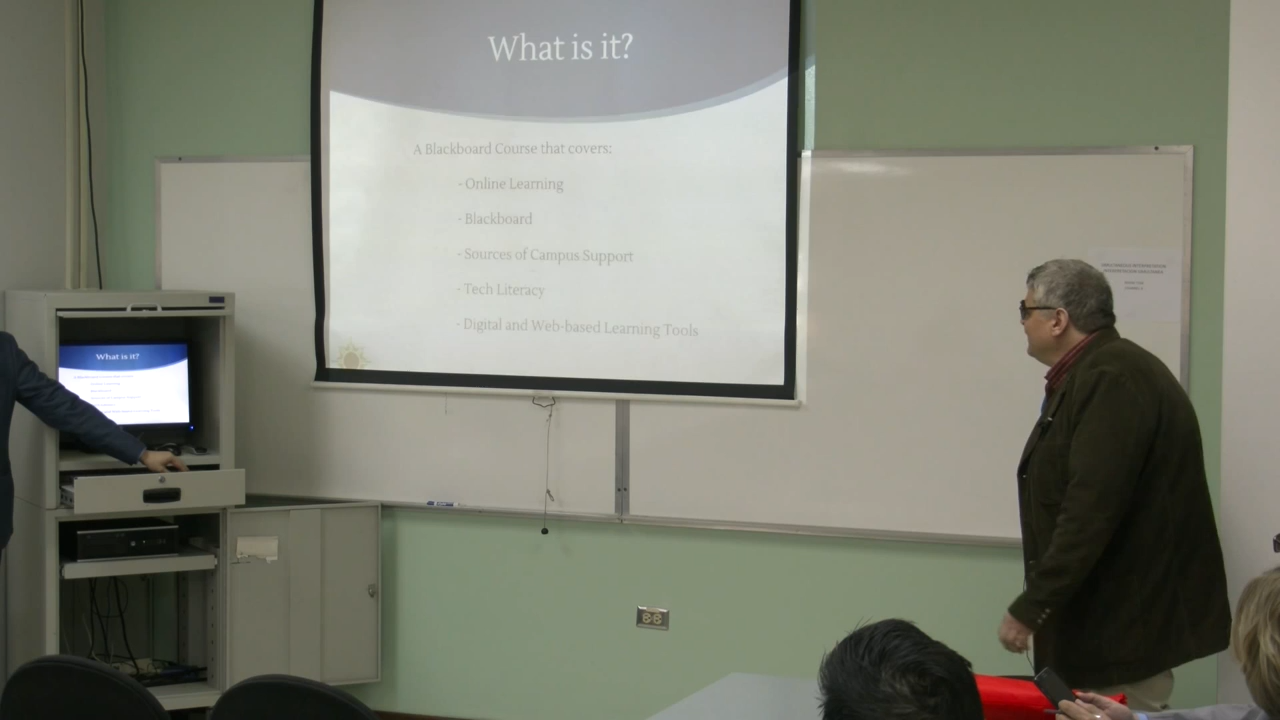 What is it?
A Blackboard Course that covers:
- Online Learning
- Blackboard
- Sources of Campus Support
- Tech Literacy
- Digital and Web-based Learning Tools
What is it?